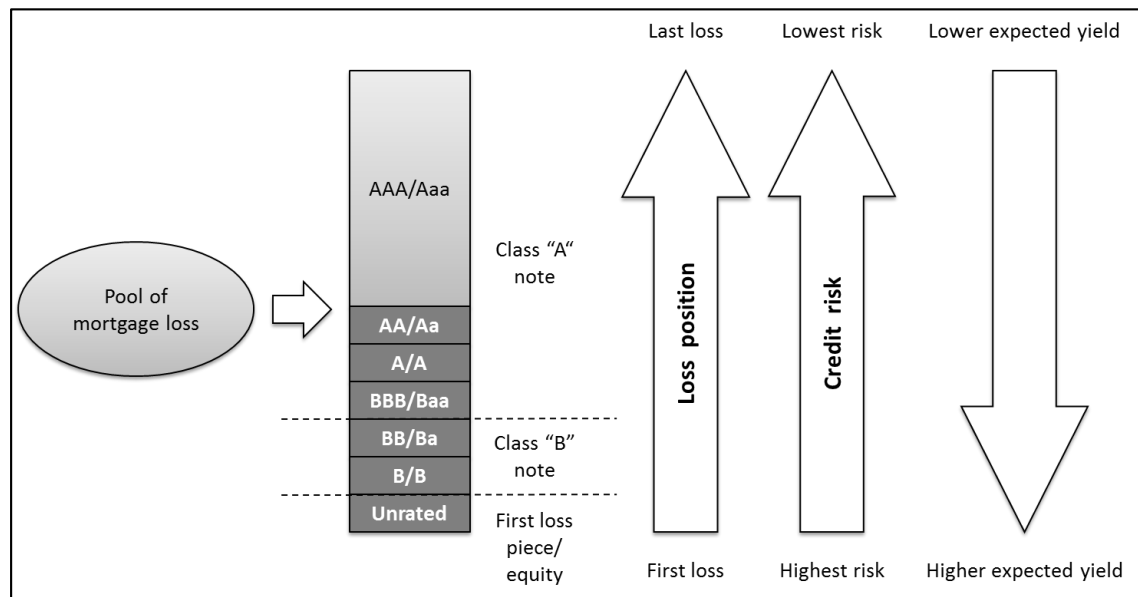 Pool of
mortgage loss
AAA/Aaa
AA/Aa
A/A
BBB/Baa
BB/Ba
B/B
Unrated
Class “A“
note
Class “B”
note
First loss
piece/
equity
Last loss
Loss position
First loss
Lowest risk
Credit risk
Highest risk
Lower expected yield
Higher expected yield